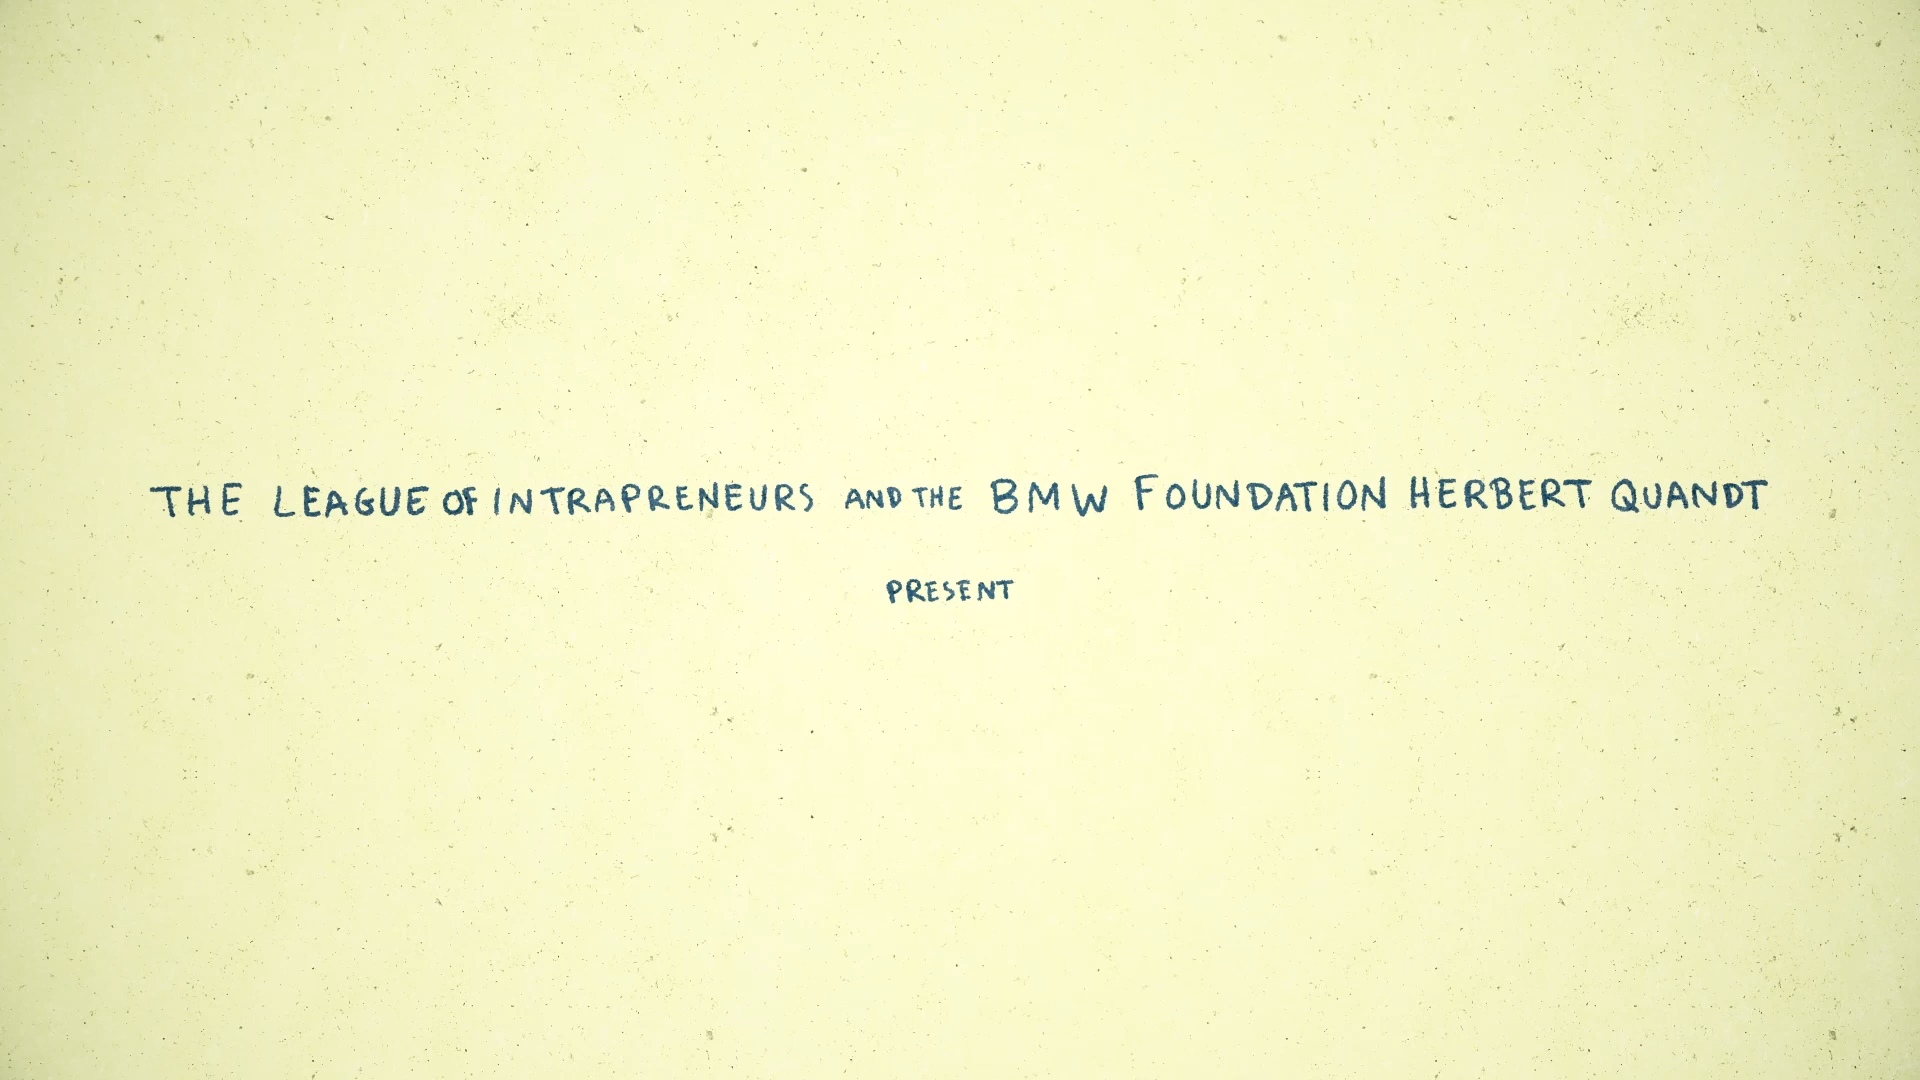 THE LEAGUE OF INTRAPRENEURS AND THE BMW FOUNDATION HERBERT QUANDT
PRESENT